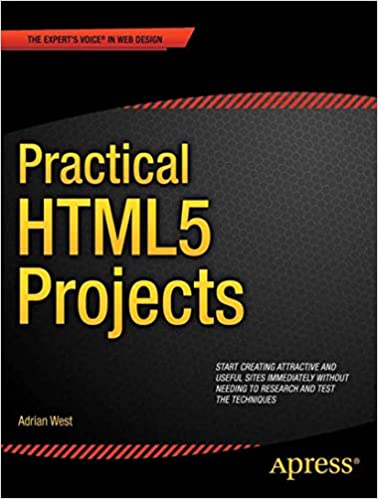 THE EXPERT'S VOICE® IN WEB DESIGN
Practical
HTML5
Projects
START CREATING ATTRACTIVE AND
USEFUL SITES IMMEDIATELY WITHOUT
NEEDING TO RESEARCH AND TEST
THE TECHNIQUES
Adrian West
Apress®